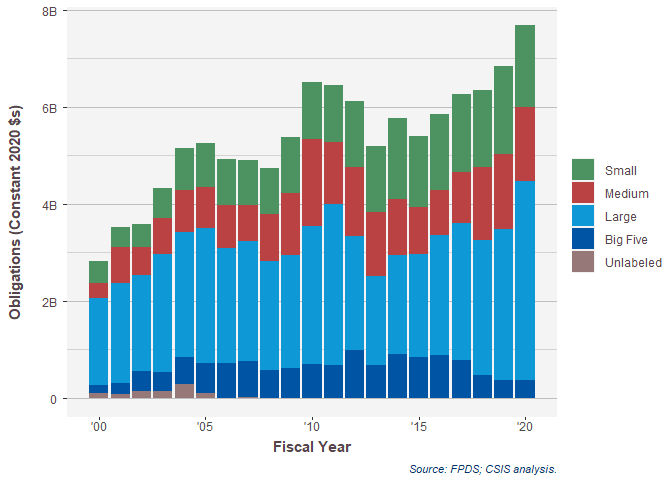 8B
6B
4B
2B
0
Obligations (Constant 2020 $s)
'00
'05
'10
'15
'20
Fiscal Year
Small
Medium
Large
Big Five
Unlabeled
Source: FPDS; CSIS analysis.